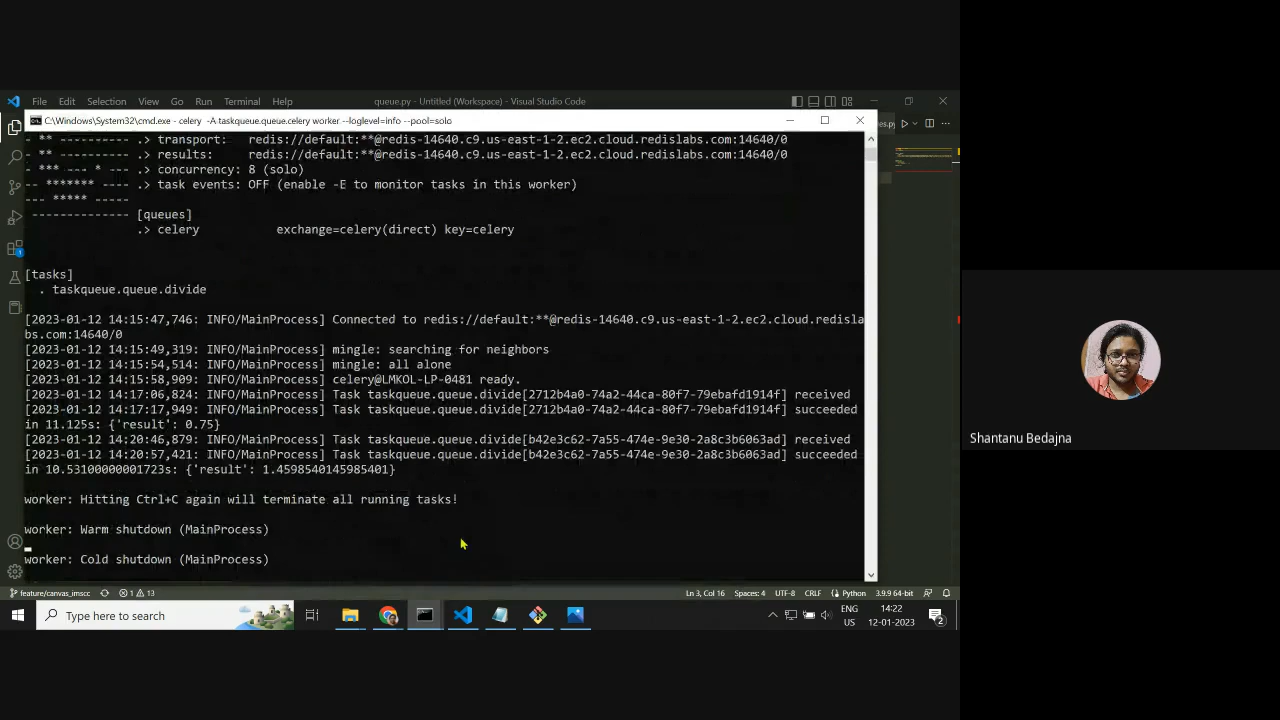 File Edit Selection View Go Run Terminal Help queue.py - Untitled (Workspace) - Visual Studio Code
C:\Windows\System32\cmd.exe - celery -A taskqueue.queue.celery worker --loglevel=info --pool=solo
es.py
- ** ---------- .> transport: redis://default:**@redis-14640.c9.us-east-1-2.ec2.cloud.redislabs.com:14640/0
- ** ---------- .> results: redis://default:**@redis-14640.c9.us-east-1-2.ec2.cloud.redislabs.com:14640/0
- *** --- * --- .> concurrency: 8 (solo)
-- ******* ---- .> task events: OFF (enable -E to monitor tasks in this worker)
--- ***** -----
-------------- [queues]
.> celery exchange=celery(direct) key=celery
[tasks]
. taskqueue.queue.divide
[2023-01-12 14:15:47,746: INFO/MainProcess] Connected to redis://default:**@redis-14640.c9.us-east-1-2.ec2.cloud.redisla
bs.com:14640/0
[2023-01-12 14:15:49,319: INFO/MainProcess] mingle: searching for neighbors
[2023-01-12 14:15:54,514: INFO/MainProcess] mingle: all alone
[2023-01-12 14:15:58,909: INFO/MainProcess] celery@LMKOL-LP-0481 ready.
[2023-01-12 14:17:06,824: INFO/MainProcess] Task taskqueue.queue.divide[2712b4a0-74a2-44ca-80f7-79ebafd1914f] received
[2023-01-12 14:17:17,949: INFO/MainProcess] Task taskqueue.queue.divide[2712b4a0-74a2-44ca-80f7-79ebafd1914f] succeeded
in 11.125s: {'result': 0.75}
[2023-01-12 14:20:46,879: INFO/MainProcess] Task taskqueue.queue.divide[b42e3c62-7a55-474e-9e30-2a8c3b6063ad] received
[2023-01-12 14:20:57,421: INFO/MainProcess] Task taskqueue.queue.divide[b42e3c62-7a55-474e-9e30-2a8c3b6063ad] succeeded
in 10.53100000001723s: {'result': 1.4598540145985401}
worker: Hitting Ctrl+C again will terminate all running tasks!
worker: Warm shutdown (MainProcess)
worker: Cold shutdown (MainProcess)
Shantanu Bedajna
feature/canvas_imscc 1 13 Ln 3, Col 16 Spaces: 4 UTF-8 CRLF Python 3.9.9 64-bit
Type here to search ENG 14:22
US 12-01-2023 2